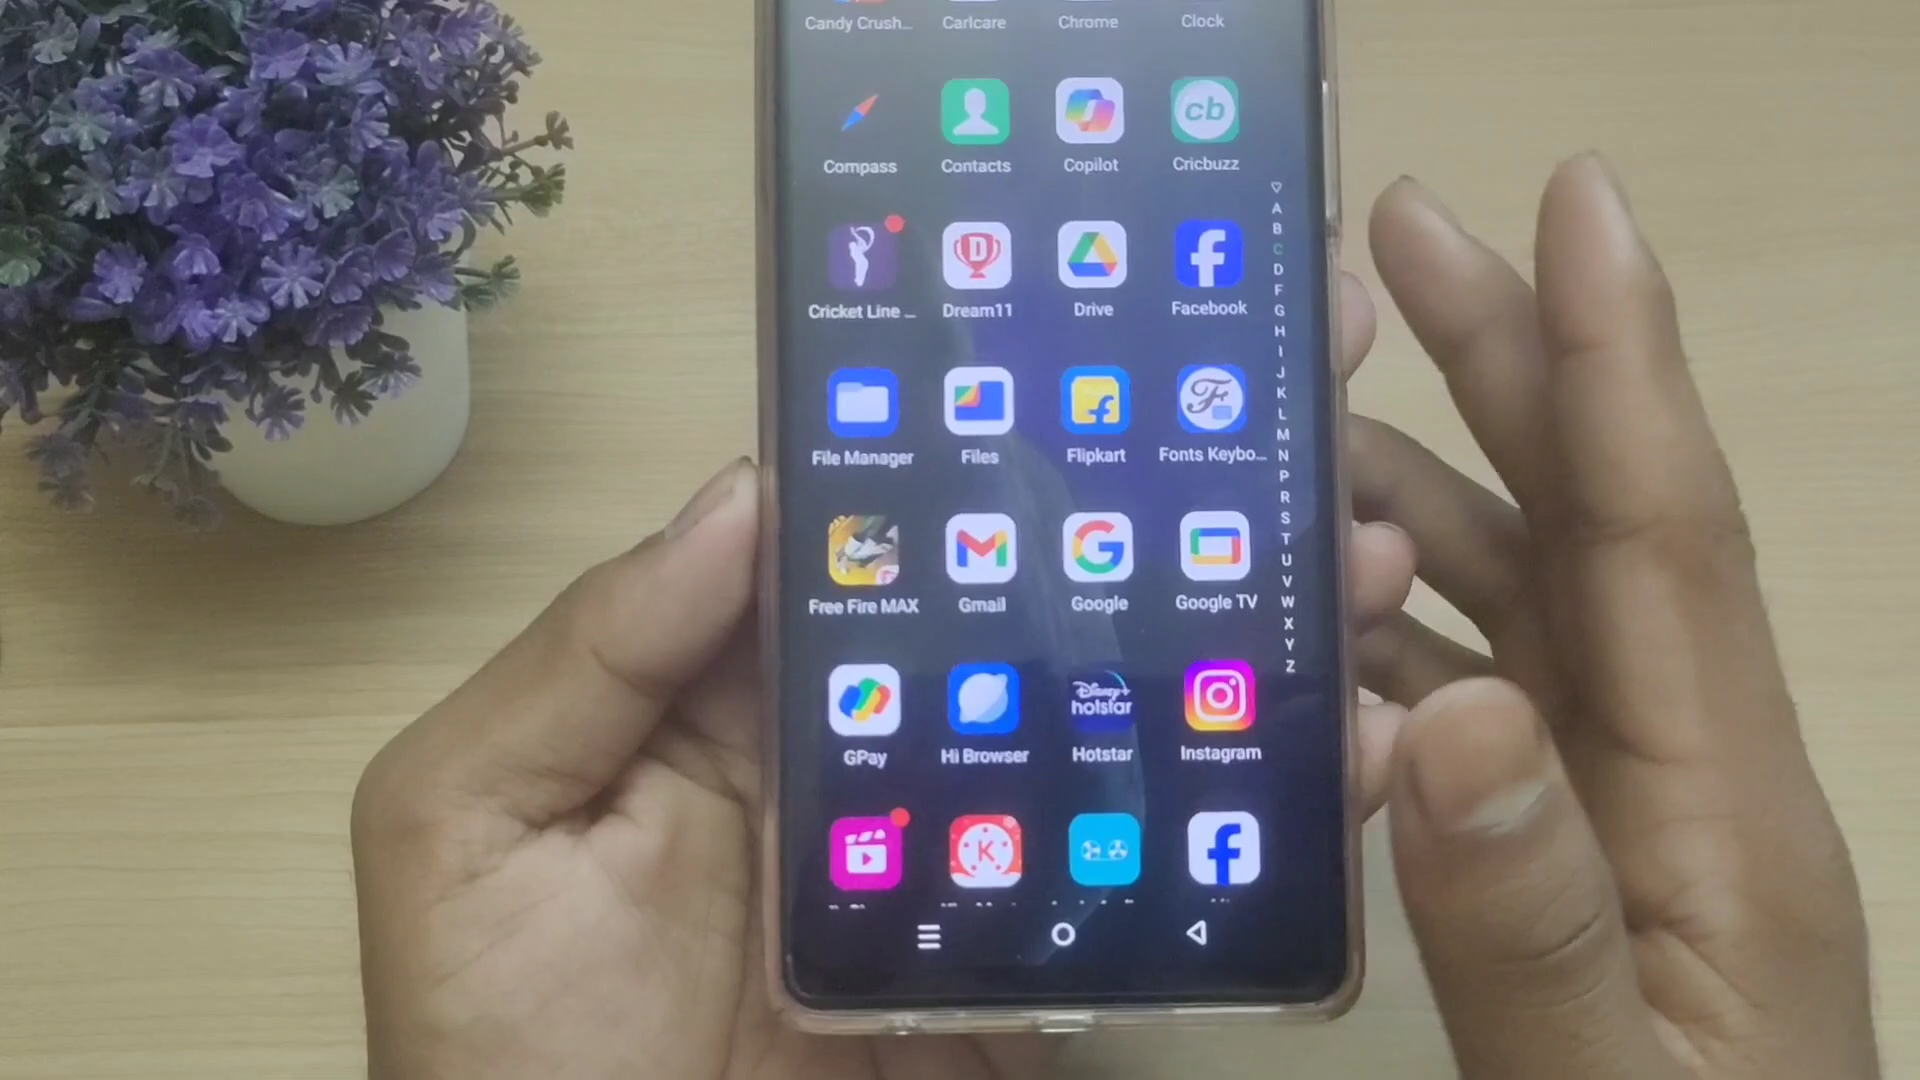 Candy Crush... Carlcare Chrome Clock
cb
Compass Contacts Copilot Cricbuzz
D
Cricket Line ... Dream11 Drive Facebook
File Manager Files Flipkart Fonts Keybo...
Free Fire MAX Gmail Google Google TV
Disney+
hotstar
GPay Hi Browser Hotstar Instagram
K
A
B
C
D
F
G
H
I
J
K
L
M
N
P
R
S
T
U
V
W
X
Y
Z